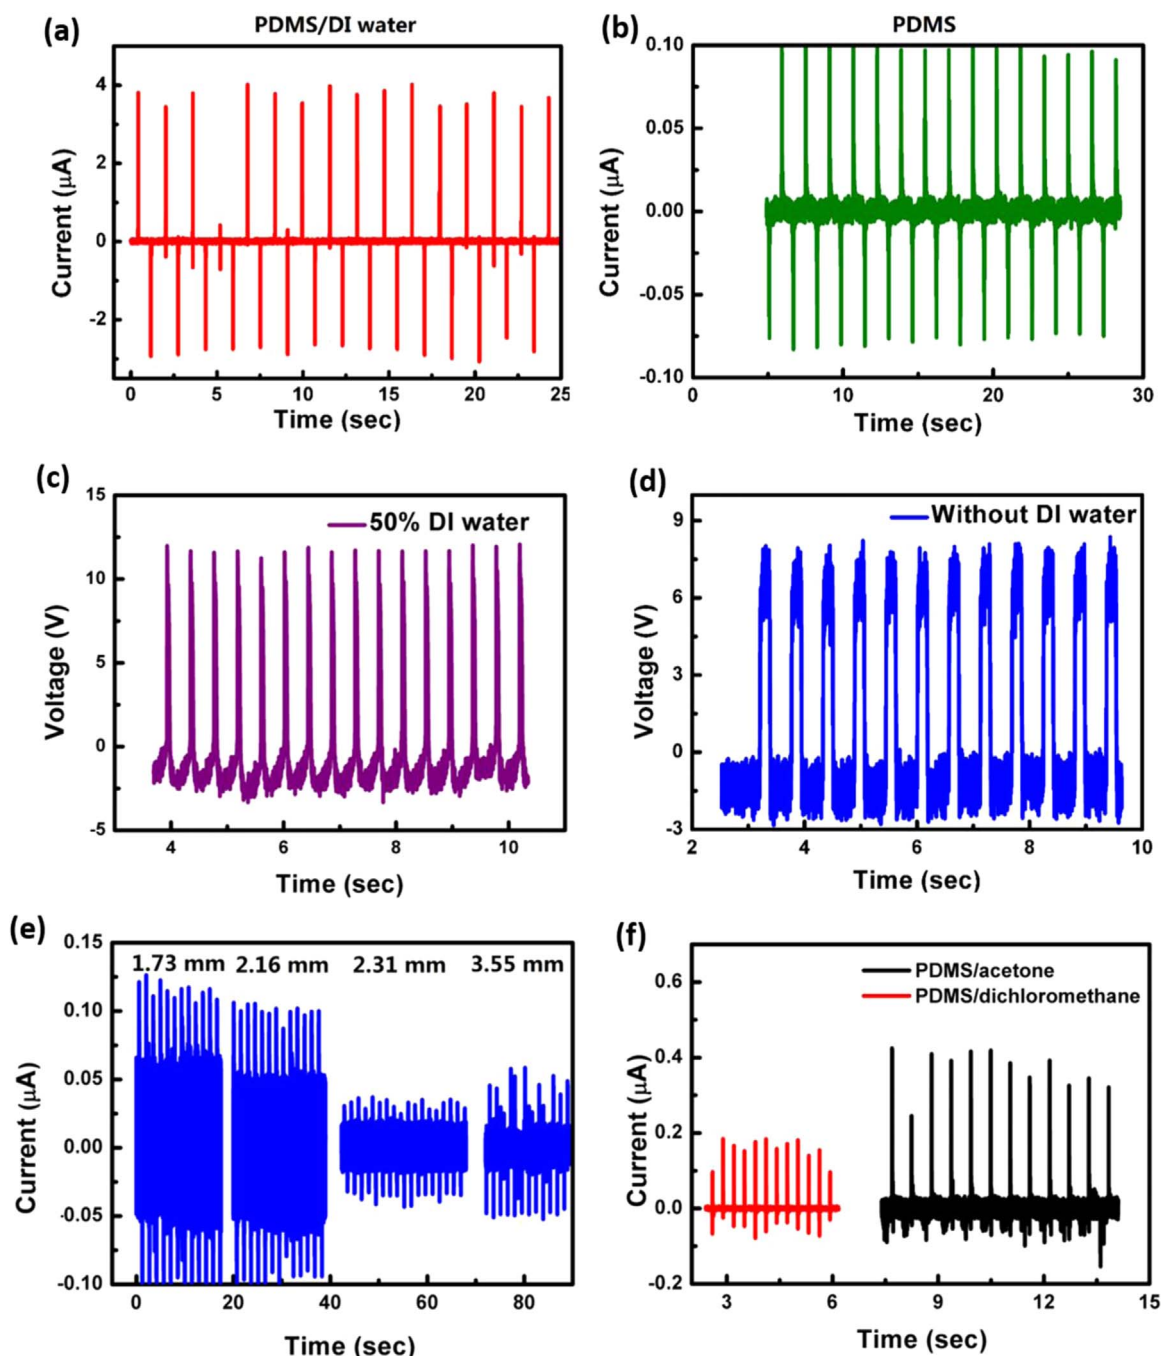 (a) PDMS/DI water
4
2
0
-2
Current (μA)
0 5 10 15 20 25
Time (sec)
(b) PDMS
0.10
0.05
0.00
-0.05
-0.10
Current (μA)
0 10 20 30
Time (sec)
(c)
15
10
5
0
-5
Voltage (V)
50% DI water
4 6 8 10
Time (sec)
(d)
9
6
3
0
-3
Voltage (V)
Without DI water
2 4 6 8 10
Time (sec)
(e)
0.15
0.10
0.05
0.00
-0.05
-0.10
Current (μA)
1.73 mm 2.16 mm 2.31 mm 3.55 mm
0 20 40 60 80
Time (sec)
(f)
0.6
0.4
0.2
0.0
-0.2
Current (μA)
PDMS/acetone
PDMS/dichloromethane
3 6 9 12 15
Time (sec)